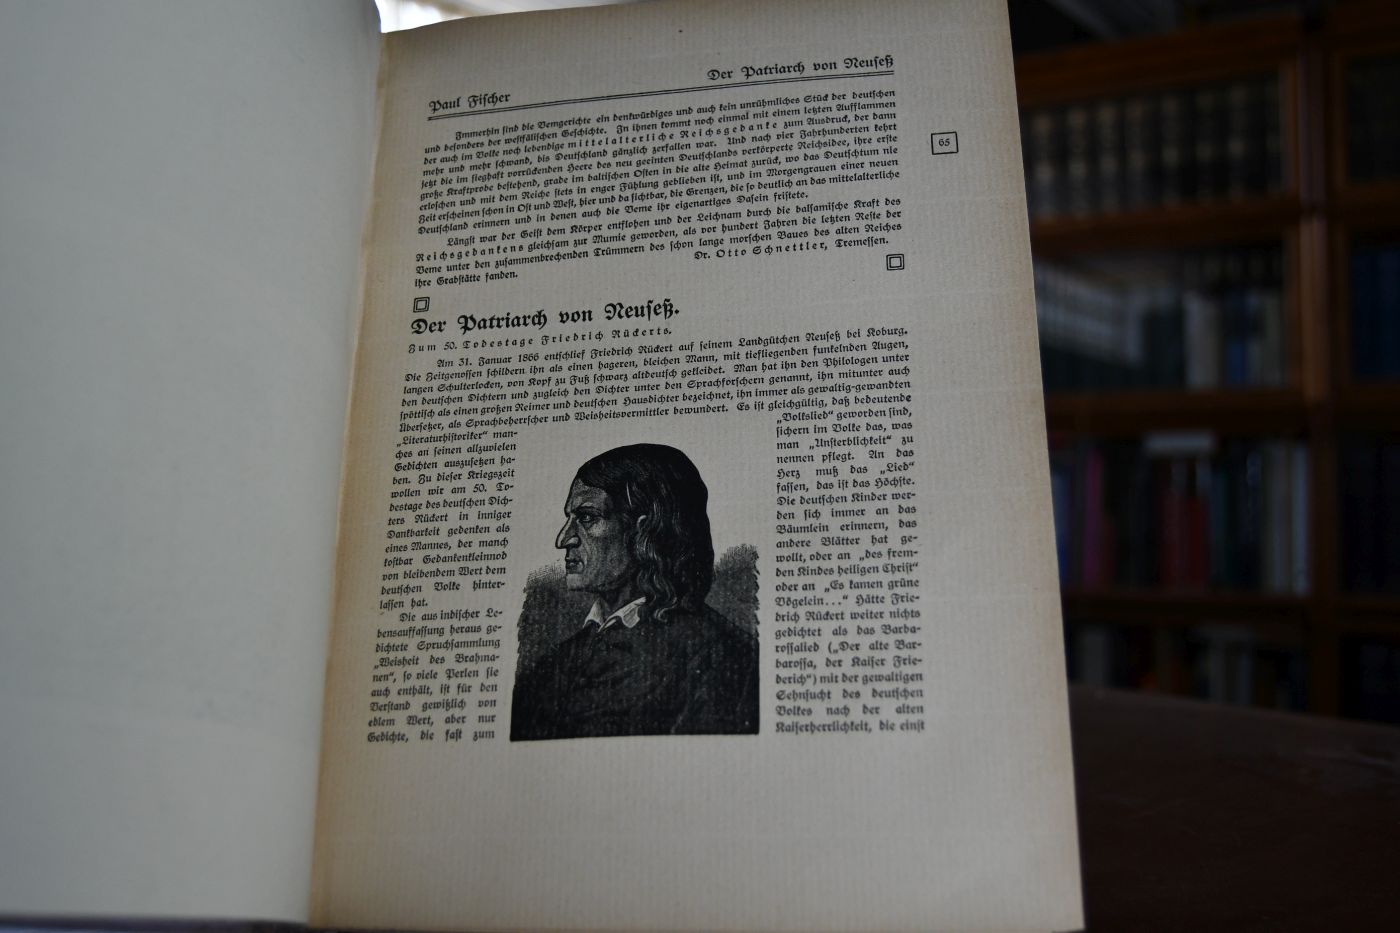 Paul Fischer
Der Patriarch von Neuseß
65
Immerhin sind die Vemgerichte ein denkwürdiges und auch kein unrühmliches Stück der deutschen
und besonders der westfälischen Geschichte. In ihnen kommt noch einmal mit einem letzten Aufflammen
der auch im Volke noch lebendige mittelalterliche Reichsgedanke zum Ausdruck, der dann
mehr und mehr schwand, bis Deutschland gänzlich zerfallen war. Und nach vier Jahrhunderten kehrt
jetzt die im sieghaft vorrückenden Heere des neu geeinten Deutschlands verkörperte Reichsidee, ihre erste
große Kraftprobe bestehend, grade im baltischen Osten in die alte Heimat zurück, wo das Deutschtum nie
erloschen und mit dem Reiche stets in enger Fühlung geblieben ist, und im Morgengrauen einer neuen
Zeit erscheinen schon in Ost und West, hier und da sichtbar, die Grenzen, die so deutlich an das mittelalterliche
Deutschland erinnern und in denen auch die Veme ihr eigenartiges Dasein fristete.
Längst war der Geist dem Körper entflohen und der Leichnam durch die balsamische Kraft des
Reichsgedankens gleichsam zur Mumie geworden, als vor hundert Jahren die letzten Reste der
Veme unter den zusammenbrechenden Trümmern des schon lange morschen Baues des alten Reiches
ihre Grabstätte fanden.
Dr. Otto Schnettler, Tremessen.
Der Patriarch von Neuseß.
Zum 50. Todestage Friedrich Rückerts.
Am 31. Januar 1866 entschlief Friedrich Rückert auf seinem Landgütchen Neuseß bei Koburg.
Die Zeitgenossen schildern ihn als einen hageren, bleichen Mann, mit tiefliegenden funkelnden Augen,
langen Schulterlocken, von Kopf zu Fuß schwarz altdeutsch gekleidet. Man hat ihn den Philologen unter
den deutschen Dichtern und zugleich den Dichter unter den Sprachforschern genannt, ihn mitunter auch
spöttisch als einen großen Reimer und deutschen Hausdichter bezeichnet, ihn immer als gewaltig-gewandten
Übersetzer, als Sprachbeherrscher und Weisheitsvermittler bewundert. Es ist gleichgültig, daß bedeutende
„Literaturhistoriker“ man-
ches an seinen allzuvielen
Gedichten auszusetzen ha-
ben. Zu dieser Kriegszeit
wollen wir am 50. To-
destage des deutschen Dich-
ters Rückert in inniger
Dankbarkeit gedenken als
eines Mannes, der manch
kostbar Gedankenkleinnod
von bleibendem Wert dem
deutschen Volke hinter-
lassen hat.
Die aus indischer Le-
bensauffassung heraus ge-
dichtete Spruchsammlung
„Weisheit des Brahma-
nen“, so viele Perlen sie
auch enthält, ist für den
Verstand gewißlich von
edlem Wert, aber nur
Gedichte, die fast zum
„Volkslied“ geworden sind,
sichern im Volke das, was
man „Unsterblichkeit“ zu
nennen pflegt. An das
Herz muß das „Lied“
fassen, das ist das Höchste.
Die deutschen Kinder wer-
den sich immer an das
Bäumlein erinnern, das
andere Blätter hat ge-
wollt, oder an „des frem-
den Kindes heiligen Christ“
oder an „Es kamen grüne
Vögelein...“ Hätte Frie-
drich Rückert weiter nichts
gedichtet als das Barba-
rossalied („Der alte Bar-
barossa, der Kaiser Frie-
derich“) mit der gewaltigen
Sehnsucht des deutschen
Volkes nach der alten
Kaiserherrlichkeit, die einst